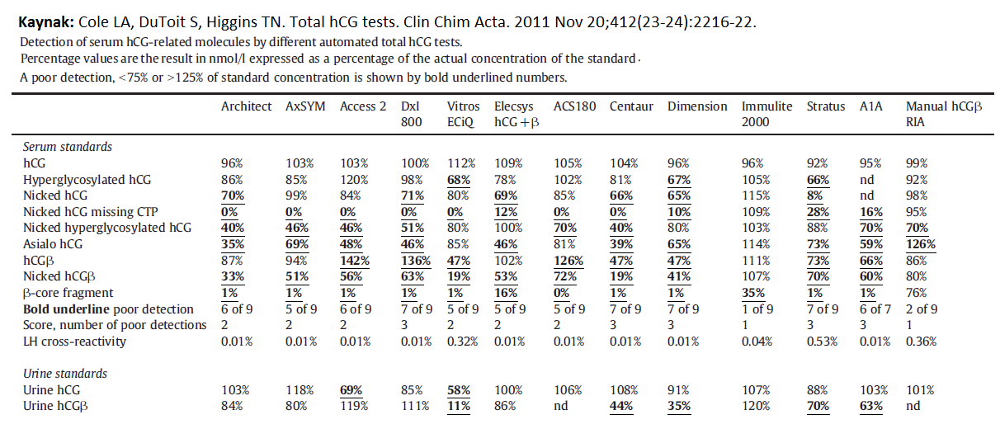 Kaynak: Cole LA, DuToit S, Higgins TN. Total hCG tests. Clin Chim Acta. 2011 Nov 20;412(23-24):2216-22.
Detection of serum hCG-related molecules by different automated total hCG tests.
Percentage values are the result in nmol/l expressed as a percentage of the actual concentration of the standard.
A poor detection, <75% or >125% of standard concentration is shown by bold underlined numbers.
Architect AxSYM Access 2 DxI 800 Vitros ECiQ Elecsys hCG+β ACS180 Centaur Dimension Immulite 2000 Stratus A1A Manual hCGβ RIA
Serum standards
hCG 96% 103% 103% 100% 112% 109% 105% 104% 96% 96% 92% 95% 99%
Hyperglycosylated hCG 86% 85% 120% 98% 68% 78% 102% 81% 67% 105% 66% nd 92%
Nicked hCG 70% 99% 84% 71% 80% 69% 85% 66% 65% 115% 8% nd 98%
Nicked hCG missing CTP 0% 0% 0% 0% 0% 12% 0% 0% 10% 109% 28% 16% 95%
Nicked hyperglycosylated hCG 40% 46% 46% 51% 80% 100% 70% 40% 80% 103% 88% 70% 70%
Asialo hCG 35% 69% 48% 46% 85% 46% 81% 39% 65% 114% 73% 59% 126%
hCGβ 87% 94% 142% 136% 47% 102% 126% 47% 47% 111% 73% 66% 86%
Nicked hCGβ 33% 51% 56% 63% 19% 53% 72% 19% 41% 107% 70% 60% 80%
β-core fragment 1% 1% 1% 1% 1% 16% 0% 1% 1% 35% 1% 1% 76%
Bold underline poor detection 6 of 9 5 of 9 6 of 9 7 of 9 5 of 9 5 of 9 5 of 9 7 of 9 7 of 9 1 of 9 7 of 9 6 of 7 2 of 9
Score, number of poor detections 2 2 2 3 2 2 2 3 3 1 3 3 1
LH cross-reactivity 0.01% 0.01% 0.01% 0.01% 0.32% 0.01% 0.01% 0.01% 0.01% 0.04% 0.53% 0.01% 0.36%
Urine standards
Urine hCG 103% 118% 69% 85% 58% 100% 106% 108% 91% 107% 88% 103% 101%
Urine hCGβ 84% 80% 119% 111% 11% 86% nd 44% 35% 120% 70% 63% nd